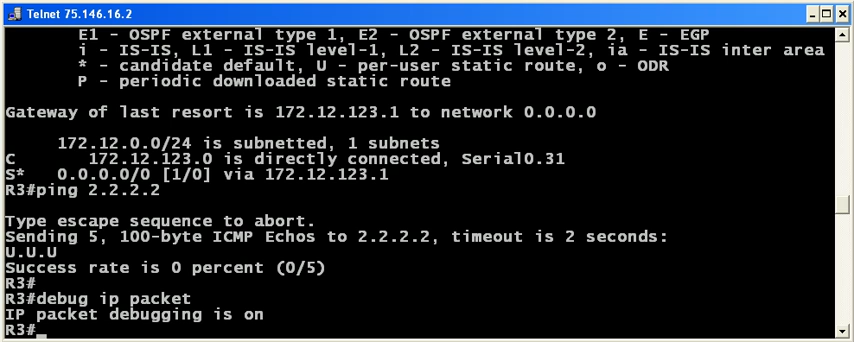 Telnet 75.146.16.2
E1 - OSPF external type 1, E2 - OSPF external type 2, E - EGP
i - IS-IS, L1 - IS-IS level-1, L2 - IS-IS level-2, ia - IS-IS inter area
* - candidate default, U - per-user static route, o - ODR
P - periodic downloaded static route
Gateway of last resort is 172.12.123.1 to network 0.0.0.0
172.12.0.0/24 is subnetted, 1 subnets
C 172.12.123.0 is directly connected, Serial0.31
S* 0.0.0.0/0 [1/0] via 172.12.123.1
R3#ping 2.2.2.2
Type escape sequence to abort.
Sending 5, 100-byte ICMP Echos to 2.2.2.2, timeout is 2 seconds:
U.U.U
Success rate is 0 percent (0/5)
R3#
R3#debug ip packet
IP packet debugging is on
R3#_